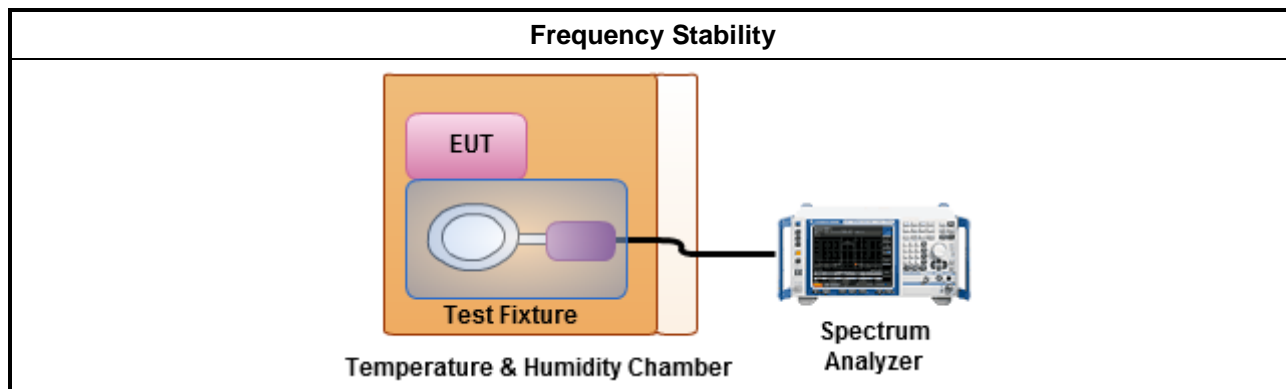 Frequency Stability
EUT
Test Fixture
Temperature & Humidity Chamber
Spectrum
Analyzer